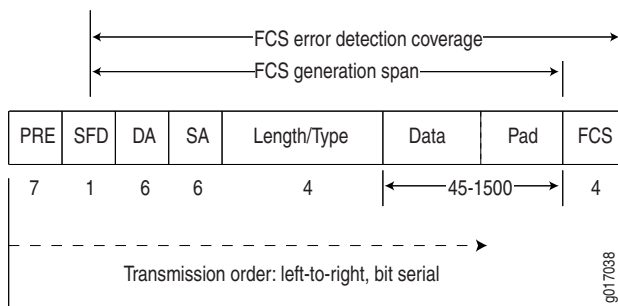 FCS error detection coverage
FCS generation span
PRE SFD DA SA Length/Type Data Pad FCS
7 1 6 6 4 45-1500 4
Transmission order: left-to-right, bit serial
g017038